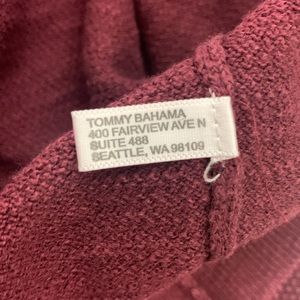 TOMMY BAHAMA
400 FAIRVIEW AVE N
SUITE 488
SEATTLE, WA 98109